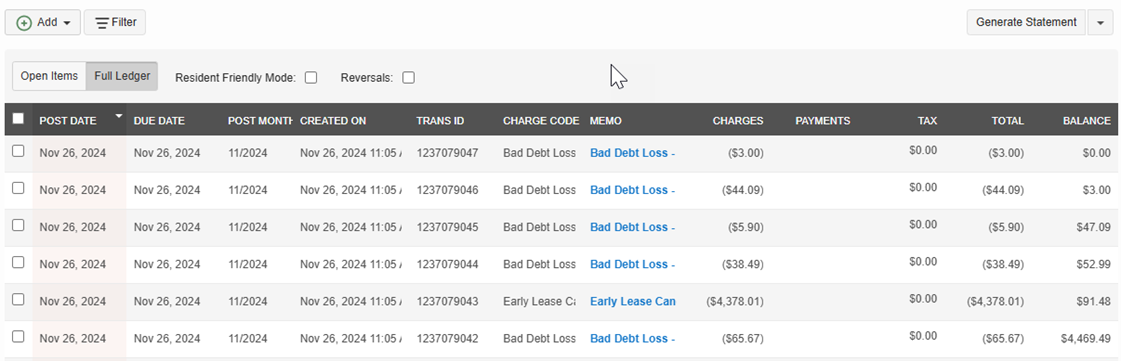 Add Filter Generate Statement
Open Items Full Ledger Resident Friendly Mode: Reversals:
POST DATE DUE DATE POST MONTH CREATED ON TRANS ID CHARGE CODE MEMO CHARGES PAYMENTS TAX TOTAL BALANCE
Nov 26, 2024 Nov 26, 2024 11/2024 Nov 26, 2024 11:05 1237079047 Bad Debt Loss Bad Debt Loss - ($3.00) $0.00 ($3.00) $0.00
Nov 26, 2024 Nov 26, 2024 11/2024 Nov 26, 2024 11:05 1237079046 Bad Debt Loss Bad Debt Loss - ($44.09) $0.00 ($44.09) $3.00
Nov 26, 2024 Nov 26, 2024 11/2024 Nov 26, 2024 11:05 1237079045 Bad Debt Loss Bad Debt Loss - ($5.90) $0.00 ($5.90) $47.09
Nov 26, 2024 Nov 26, 2024 11/2024 Nov 26, 2024 11:05 1237079044 Bad Debt Loss Bad Debt Loss - ($38.49) $0.00 ($38.49) $52.99
Nov 26, 2024 Nov 26, 2024 11/2024 Nov 26, 2024 11:05 1237079043 Early Lease Ca Early Lease Can ($4,378.01) $0.00 ($4,378.01) $91.48
Nov 26, 2024 Nov 26, 2024 11/2024 Nov 26, 2024 11:05 1237079042 Bad Debt Loss Bad Debt Loss - ($65.67) $0.00 ($65.67) $4,469.49